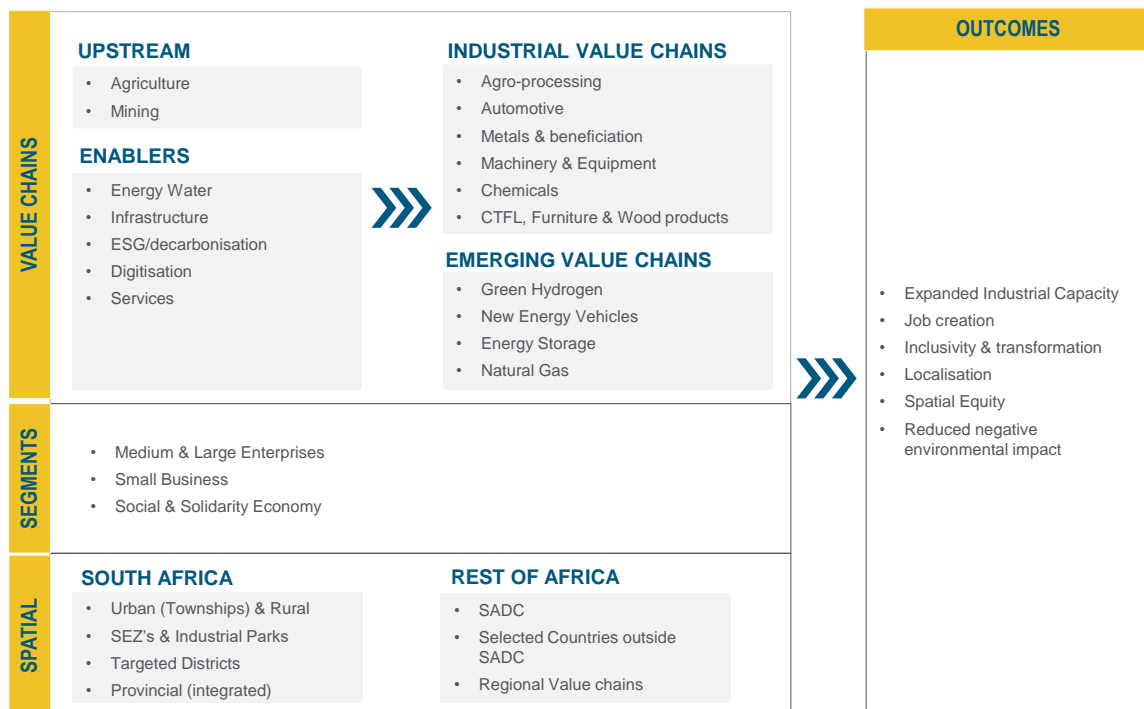 VALUE CHAINS
UPSTREAM
• Agriculture
• Mining
ENABLERS
• Energy Water
• Infrastructure
• ESG/decarbonisation
• Digitisation
• Services
INDUSTRIAL VALUE CHAINS
• Agro-processing
• Automotive
• Metals & beneficiation
• Machinery & Equipment
• Chemicals
• CTFL, Furniture & Wood products
EMERGING VALUE CHAINS
• Green Hydrogen
• New Energy Vehicles
• Energy Storage
• Natural Gas
SEGMENTS
• Medium & Large Enterprises
• Small Business
• Social & Solidarity Economy
SPATIAL
SOUTH AFRICA
• Urban (Townships) & Rural
• SEZ's & Industrial Parks
• Targeted Districts
• Provincial (integrated)
REST OF AFRICA
• SADC
• Selected Countries outside
SADC
• Regional Value chains
OUTCOMES
• Expanded Industrial Capacity
• Job creation
• Inclusivity & transformation
• Localisation
• Spatial Equity
• Reduced negative
environmental impact